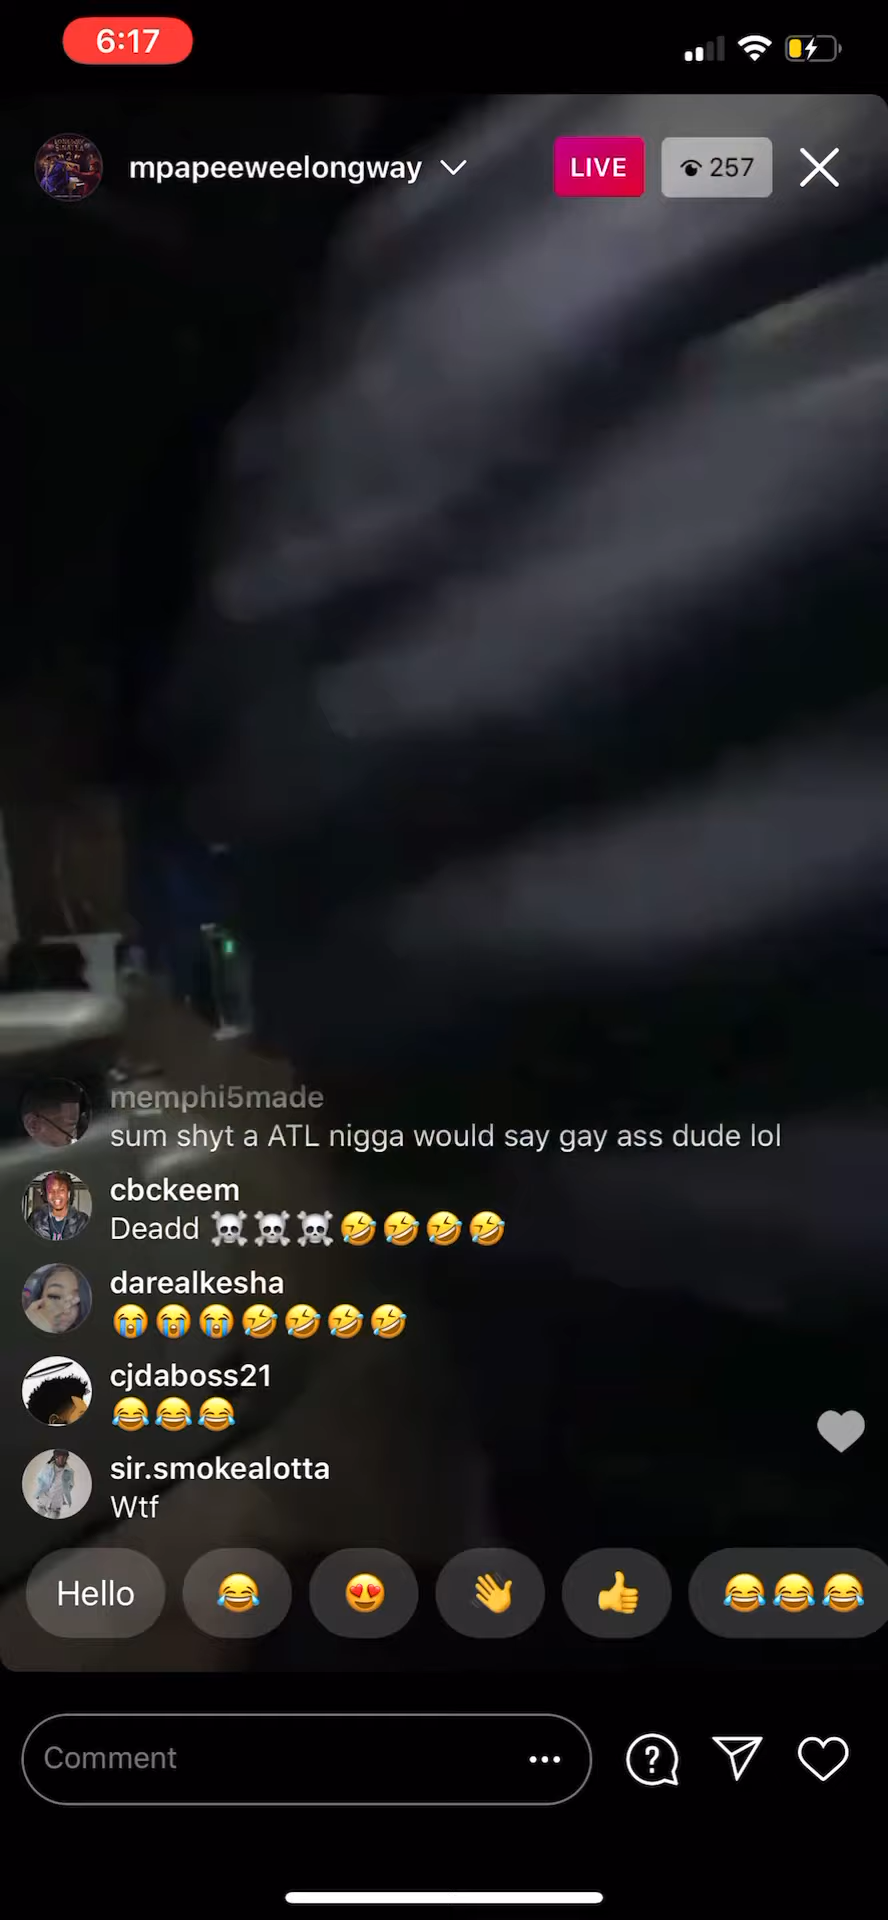 6:17
mpapeeweelongway
LIVE
257
memphi5made
sum shyt a ATL nigga would say gay ass dude lol
cbckeem
Deadd ☠️☠️☠️🤣🤣🤣🤣
darealkesha
😭😭😭🤣🤣🤣🤣
cjdaboss21
😂😂😂
sir.smokealotta
Wtf
Hello 😂 😍 👋 👍 😂😂😂
Comment